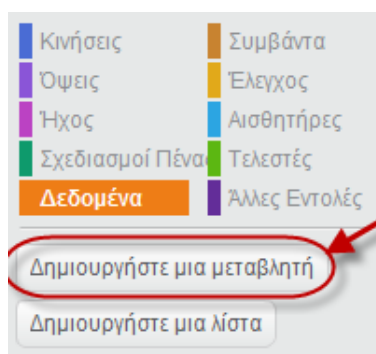 Κινήσεις Συμβάντα
Όψεις Έλεγχος
Ήχος Αισθητήρες
Σχεδιασμοί Πένα Τελεστές
Δεδομένα Άλλες Εντολές
Δημιουργήστε μια μεταβλητή
Δημιουργήστε μια λίστα